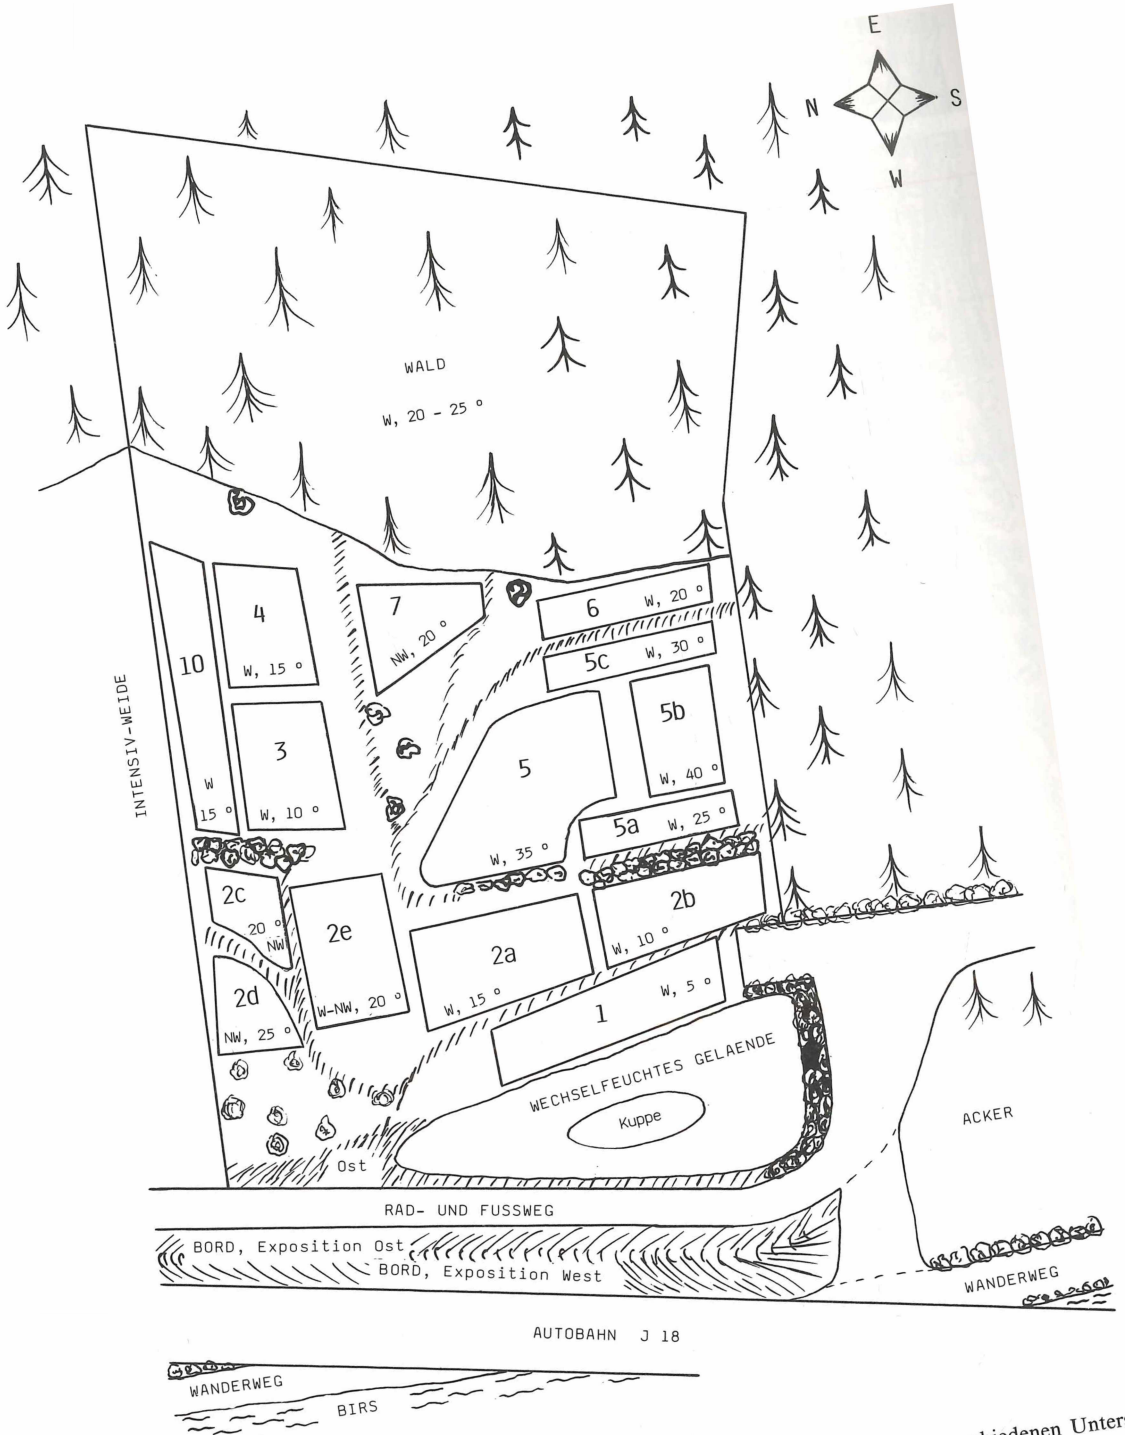 E
N
S
W
WALD
W, 20 - 25 °
INTENSIV-WEIDE
10
W
15 °
4
W, 15 °
3
W, 10 °
7
NW, 20 °
6
W, 20 °
5c
W, 30 °
5b
W, 40 °
5
W, 35 °
5a
W, 25 °
2c
20 °
NW
2d
NW, 25 °
2e
W-NW, 20 °
2a
W, 15 °
2b
W, 10 °
1
W, 5 °
WECHSELFEUCHTES GELAENDE
Kuppe
ACKER
Ost
RAD- UND FUSSWEG
BORD, Exposition Ost
BORD, Exposition West
WANDERWEG
AUTOBAHN J 18
WANDERWEG
BIRS